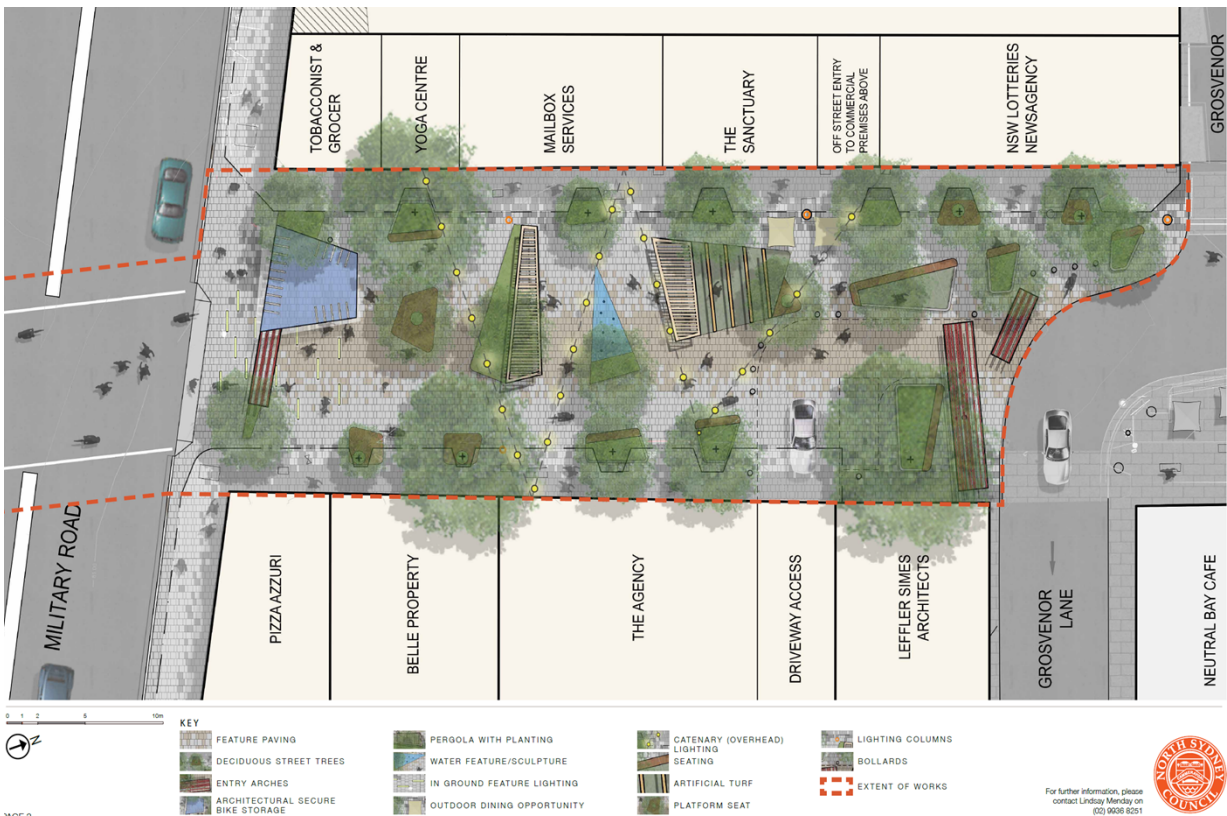 TOBACCONIST &
GROCER
YOGA CENTRE
MAILBOX
SERVICES
THE
SANCTUARY
OFF STREET ENTRY
TO COMMERCIAL
PREMISES ABOVE
NSW LOTTERIES
NEWSAGENCY
GROSVENOR
MILITARY ROAD
PIZZA AZZURI
BELLE PROPERTY
THE AGENCY
DRIVEWAY ACCESS
LEFFLER SIMES
ARCHITECTS
GROSVENOR
LANE
NEUTRAL BAY CAFE
0 1 2 5 10m
N
KEY
FEATURE PAVING
DECIDUOUS STREET TREES
ENTRY ARCHES
ARCHITECTURAL SECURE
BIKE STORAGE
PERGOLA WITH PLANTING
WATER FEATURE/SCULPTURE
IN GROUND FEATURE LIGHTING
OUTDOOR DINING OPPORTUNITY
CATENARY (OVERHEAD)
LIGHTING
SEATING
ARTIFICIAL TURF
PLATFORM SEAT
LIGHTING COLUMNS
BOLLARDS
EXTENT OF WORKS
For further information, please
contact Lindsay Menday on
(02) 9936 8251
NORTH SYDNEY
COUNCIL